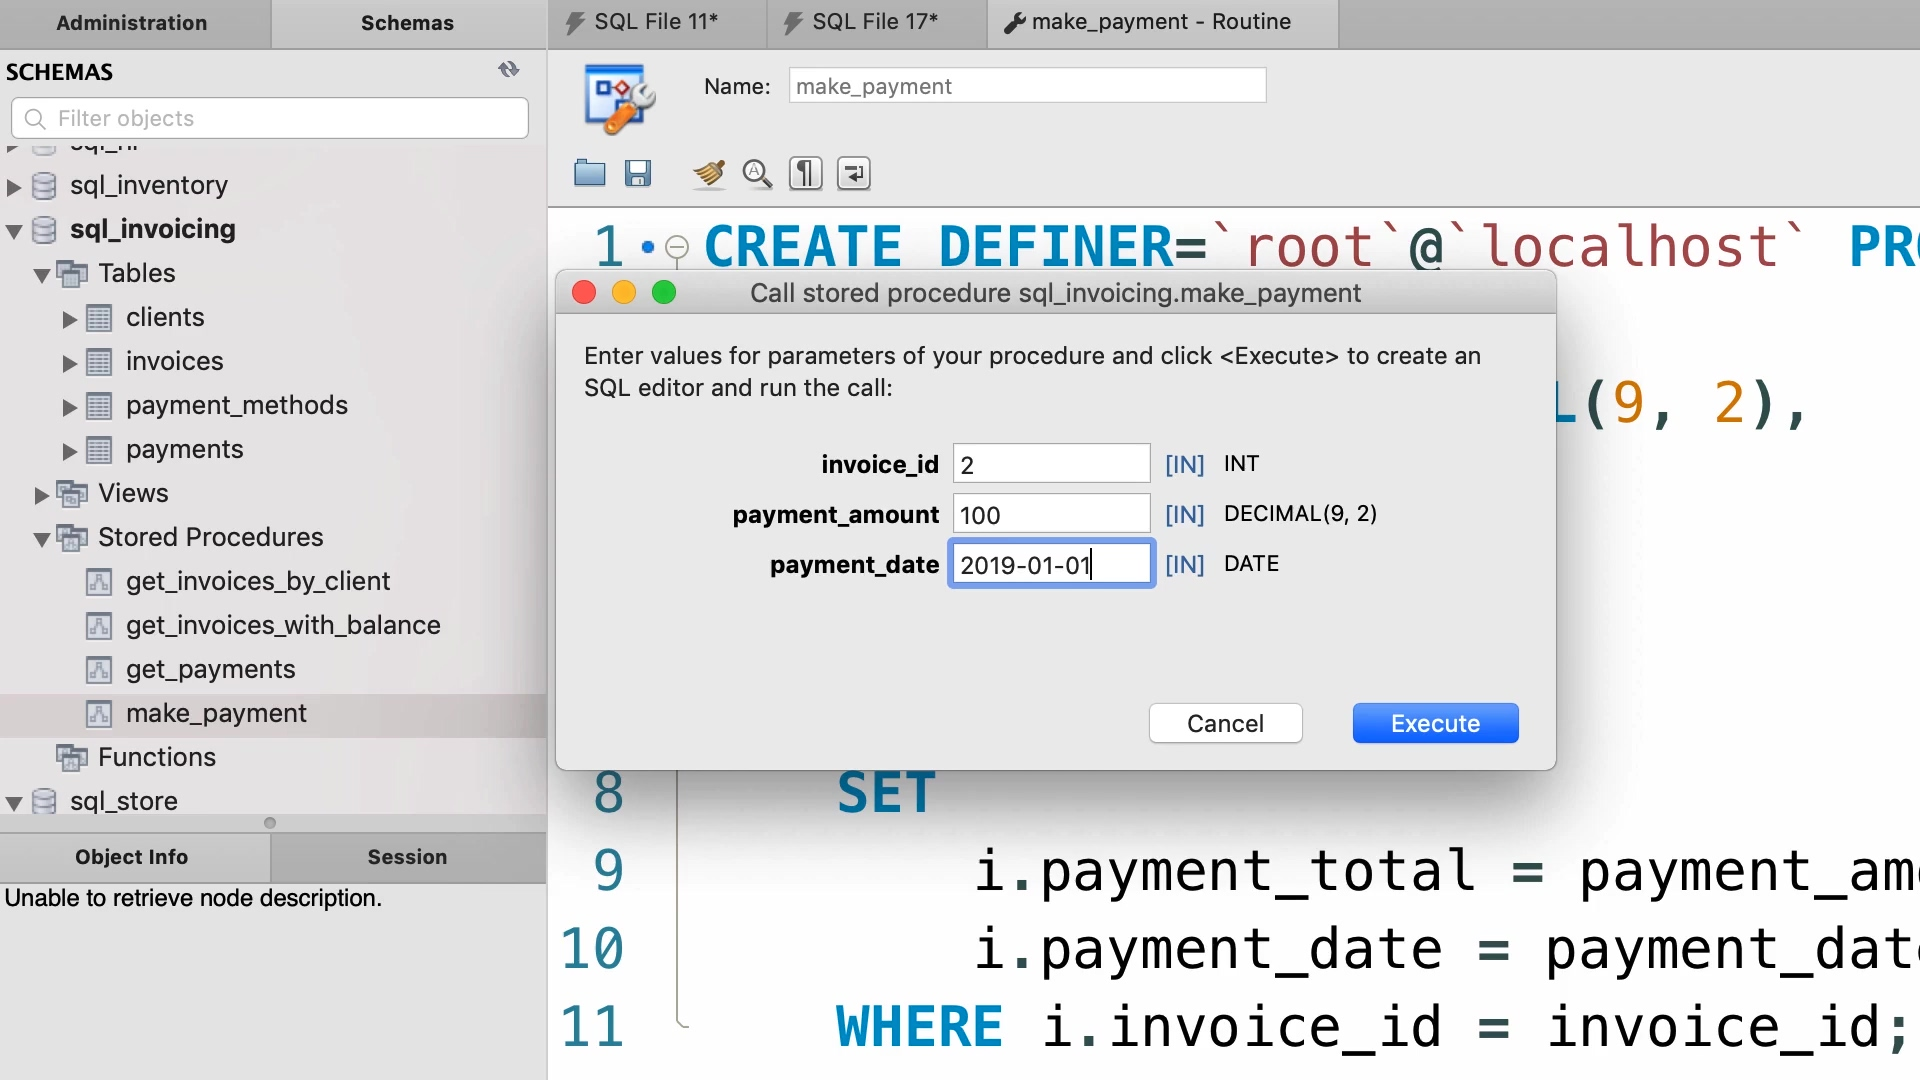 Administration
Schemas
SQL File 11*
SQL File 17*
make_payment - Routine
SCHEMAS
Name:
make_payment
Filter objects
sql_inventory
sql_invoicing
Tables
clients
invoices
payment_methods
payments
Views
Stored Procedures
get_invoices_by_client
get_invoices_with_balance
get_payments
make_payment
Functions
sql_store
Object Info
Session
Unable to retrieve node description.
1 CREATE DEFINER=`root`@`localhost` PRO
L(9, 2),
Call stored procedure sql_invoicing.make_payment
Enter values for parameters of your procedure and click <Execute> to create an
SQL editor and run the call:
invoice_id 2 [IN] INT
payment_amount 100 [IN] DECIMAL(9, 2)
payment_date 2019-01-01 [IN] DATE
Cancel
Execute
8 SET
9 i.payment_total = payment_am
10 i.payment_date = payment_dat
11 WHERE i.invoice_id = invoice_id;